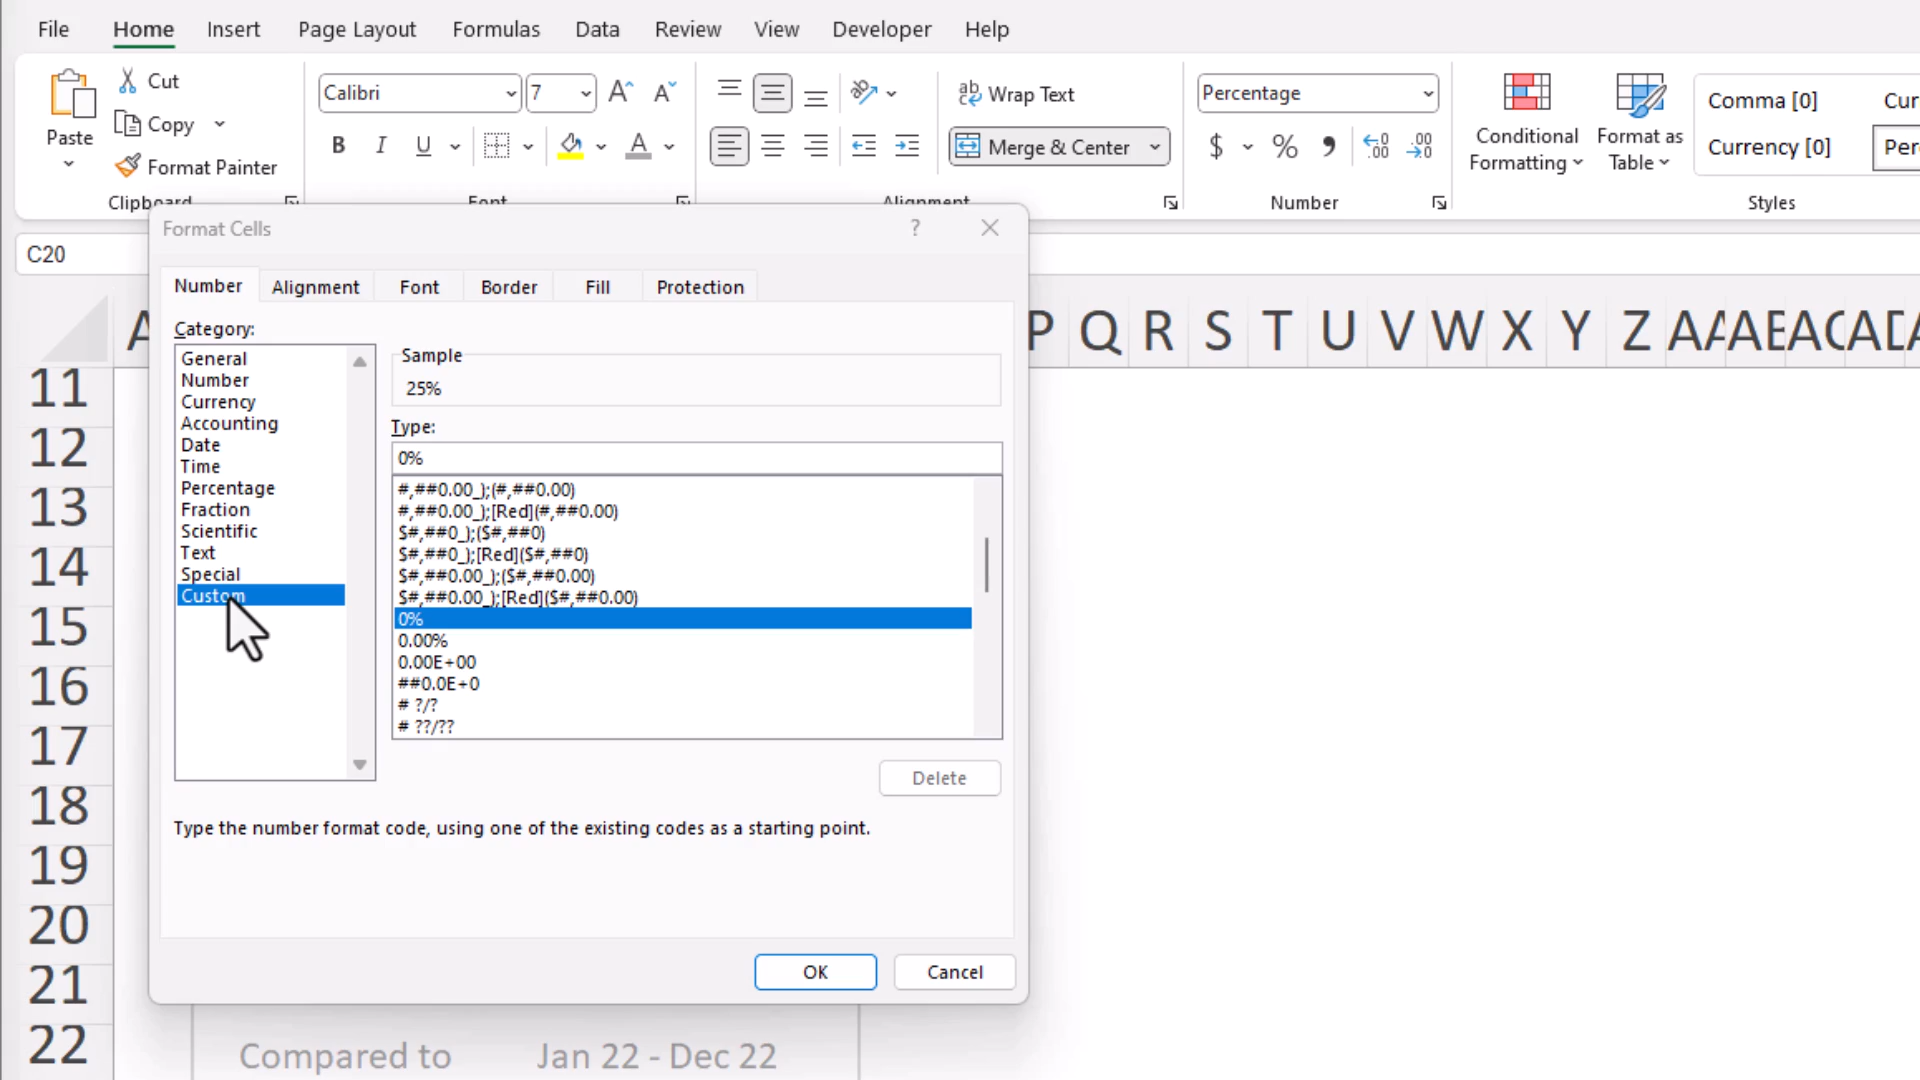 File Home Insert Page Layout Formulas Data Review View Developer Help
Paste
Cut
Copy
Format Painter
Clipboard
Calibri 7
B I U
Font
Wrap Text
Merge & Center
Alignment
Percentage
$ %
Number
Conditional Formatting
Format as Table
Comma [0]
Currency [0]
Styles
C20
Format Cells
Number Alignment Font Border Fill Protection
Category:
General
Number
Currency
Accounting
Date
Time
Percentage
Fraction
Scientific
Text
Special
Custom
Sample
25%
Type:
0%
#,##0.00_);(#,##0.00)
#,##0.00_);[Red](#,##0.00)
$#,##0_);($#,##0)
$#,##0_);[Red]($#,##0)
$#,##0.00_);($#,##0.00)
$#,##0.00_);[Red]($#,##0.00)
0%
0.00%
0.00E+00
##0.0E+0
# ?/?
# ??/??
Delete
Type the number format code, using one of the existing codes as a starting point.
OK Cancel
A P Q R S T U V W X Y Z AA
11
12
13
14
15
16
17
18
19
20
21
22
Compared to Jan 22 - Dec 22